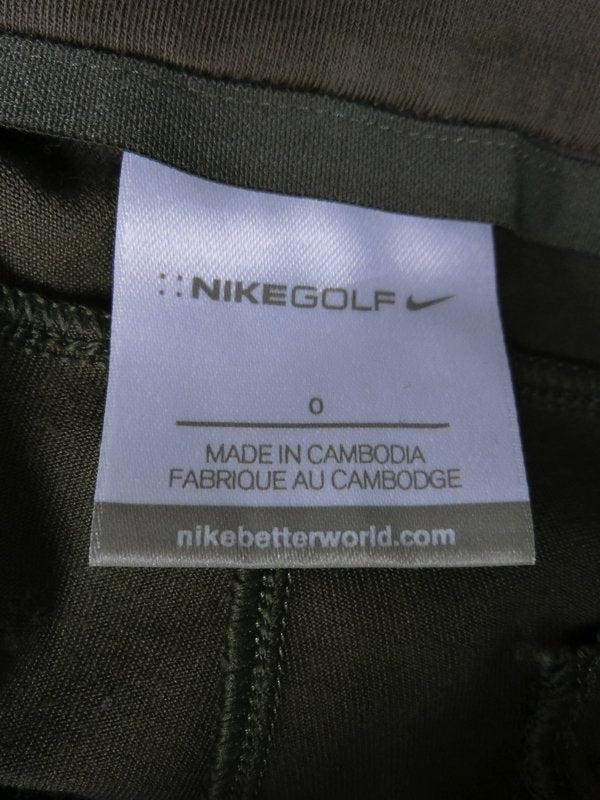 NIKEGOLF
0
MADE IN CAMBODIA
FABRIQUE AU CAMBODGE
nikebetterworld.com